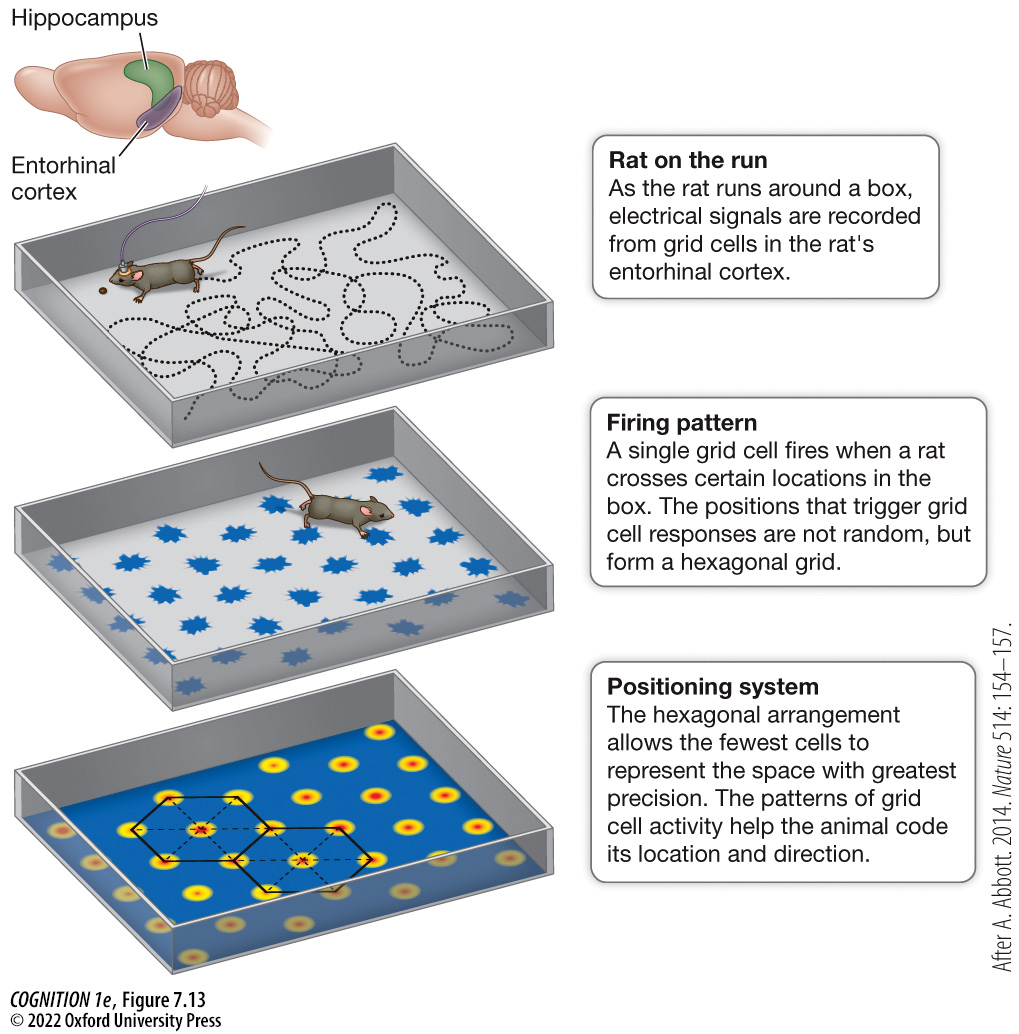 Hippocampus
Entorhinal
cortex
Rat on the run
As the rat runs around a box,
electrical signals are recorded
from grid cells in the rat's
entorhinal cortex.
Firing pattern
A single grid cell fires when a rat
crosses certain locations in the
box. The positions that trigger grid
cell responses are not random, but
form a hexagonal grid.
Positioning system
The hexagonal arrangement
allows the fewest cells to
represent the space with greatest
precision. The patterns of grid
cell activity help the animal code
its location and direction.
After A. Abbott. 2014. Nature 514: 154–157.
COGNITION 1e, Figure 7.13
© 2022 Oxford University Press